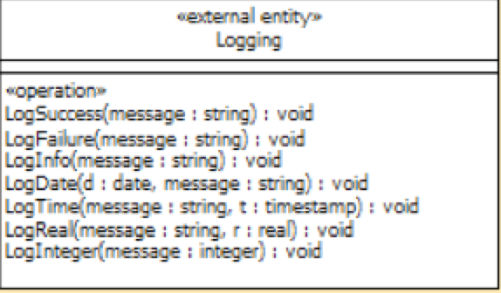 «external entity»
Logging
«operation»
LogSuccess(message : string) : void
LogFailure(message : string) : void
LogInfo(message : string) : void
LogDate(d : date, message : string) : void
LogTime(message : string, t : timestamp) : void
LogReal(message : string, r : real) : void
LogInteger(message : integer) : void